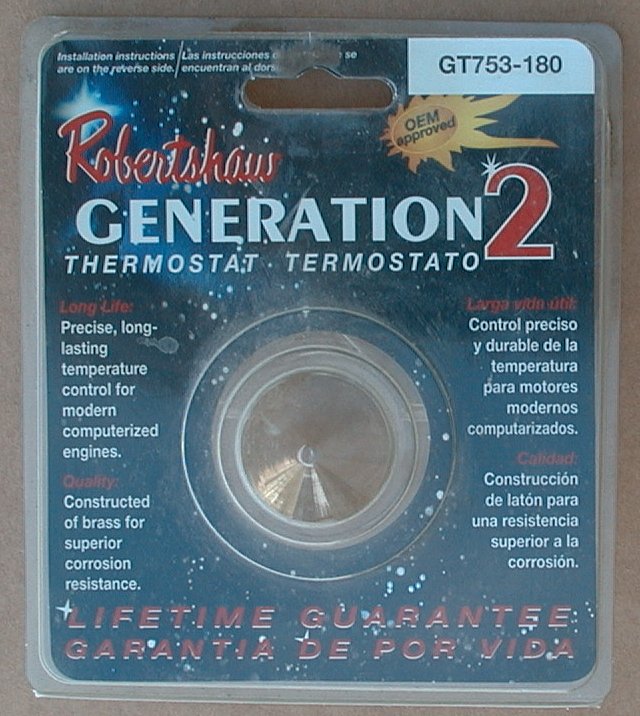 Installation instructions
are on the reverse side.
Las instrucciones se
encuentran al
GT753-180
OEM
approved
Robertshaw
GENERATION 2
THERMOSTAT · TERMOSTATO
Long Life:
Precise, long-
lasting
temperature
control for
modern
computerized
engines.
Quality:
Constructed
of brass for
superior
corrosion
resistance.
Larga vida util:
Control preciso
y durable de la
temperatura
para motores
modernos
computarizados.
Calidad:
Construcción
de latón para
una resistencia
superior a la
corrosión.
LIFETIME GUARANTEE
GARANTIA DE POR VIDA